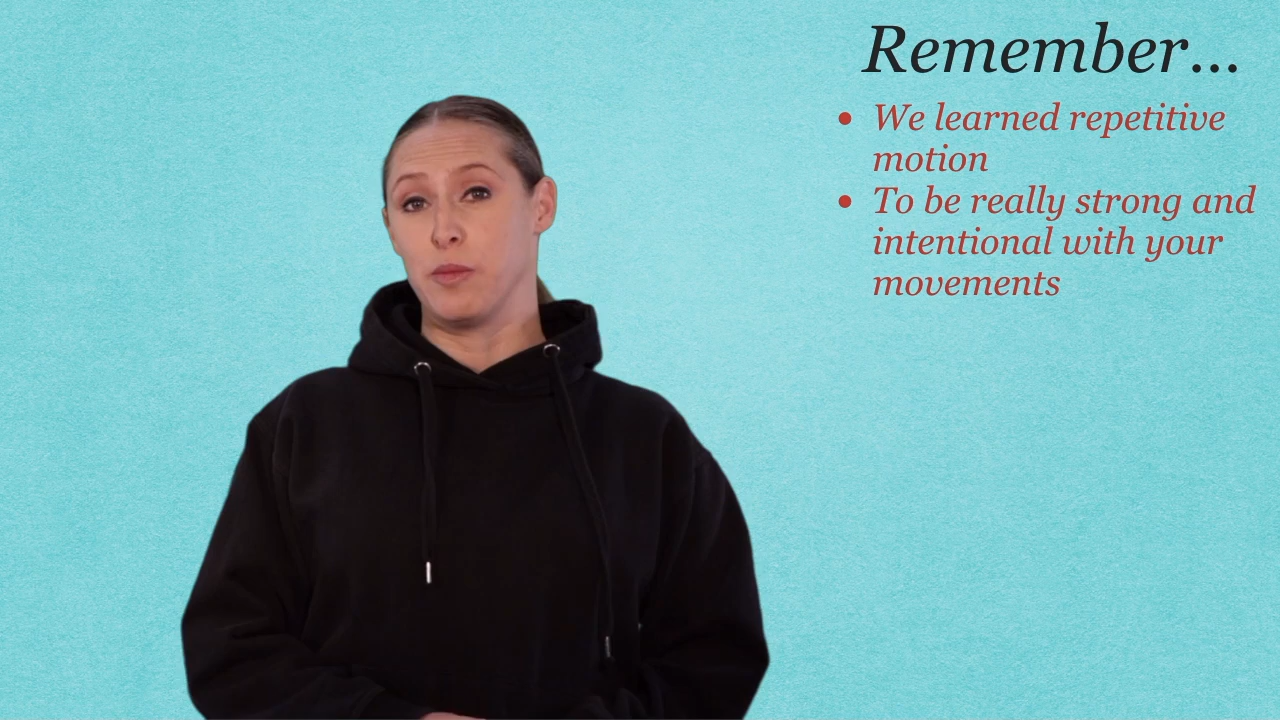 Remember...
• We learned repetitive
motion
• To be really strong and
intentional with your
movements